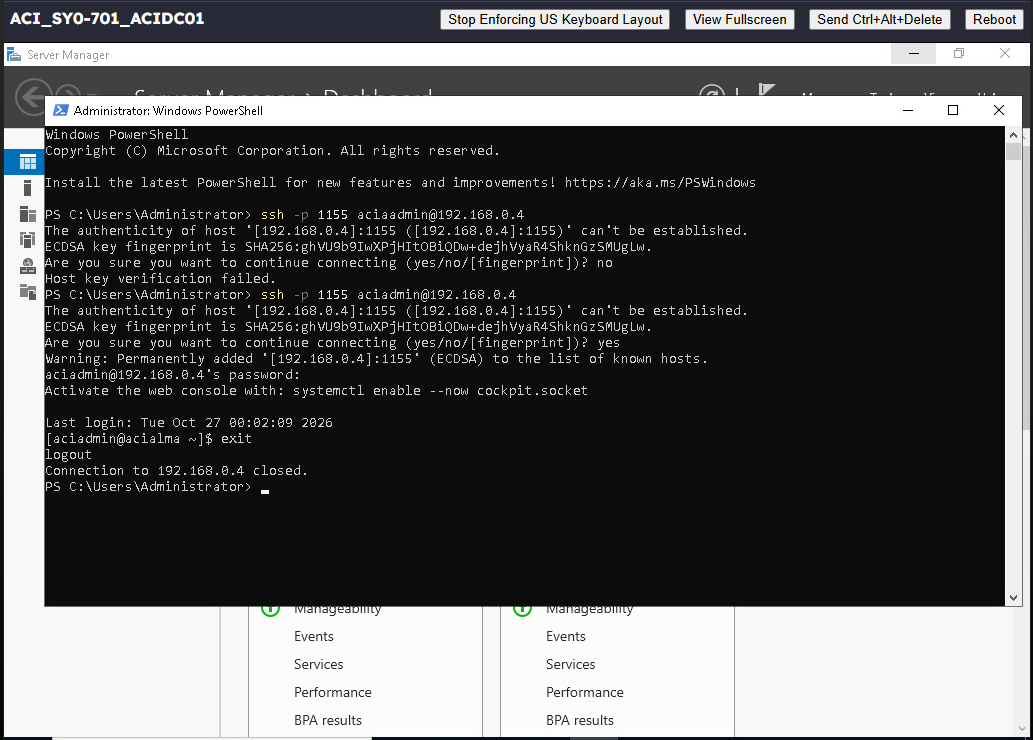 ACI_SY0-701_ACIDC01
Stop Enforcing US Keyboard Layout
View Fullscreen
Send Ctrl+Alt+Delete
Reboot
Server Manager
Administrator: Windows PowerShell
Windows PowerShell
Copyright (C) Microsoft Corporation. All rights reserved.
Install the latest PowerShell for new features and improvements! https://aka.ms/PSWindows
PS C:\Users\Administrator> ssh -p 1155 aciaadmin@192.168.0.4
The authenticity of host '[192.168.0.4]:1155 ([192.168.0.4]:1155)' can't be established.
ECDSA key fingerprint is SHA256:ghVU9b9IwXPjHItOBiQDw+dejhVyaR4ShknGzSMUgLw.
Are you sure you want to continue connecting (yes/no/[fingerprint])? no
Host key verification failed.
PS C:\Users\Administrator> ssh -p 1155 aciadmin@192.168.0.4
The authenticity of host '[192.168.0.4]:1155 ([192.168.0.4]:1155)' can't be established.
ECDSA key fingerprint is SHA256:ghVU9b9IwXPjHItOBiQDw+dejhVyaR4ShknGzSMUgLw.
Are you sure you want to continue connecting (yes/no/[fingerprint])? yes
Warning: Permanently added '[192.168.0.4]:1155' (ECDSA) to the list of known hosts.
aciadmin@192.168.0.4's password:
Activate the web console with: systemctl enable --now cockpit.socket
Last login: Tue Oct 27 00:02:09 2026
[aciadmin@acialma ~]$ exit
logout
Connection to 192.168.0.4 closed.
PS C:\Users\Administrator>
Manageability
Events
Services
Performance
BPA results
Manageability
Events
Services
Performance
BPA results